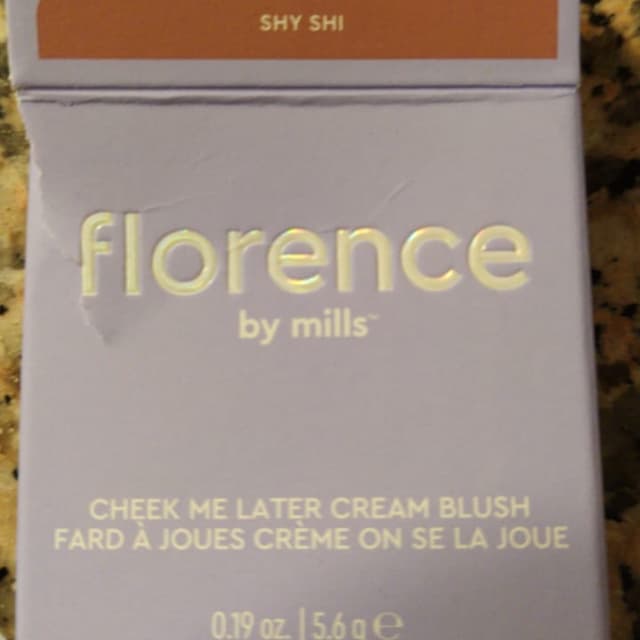 SHY SHI
florence
by mills™
CHEEK ME LATER CREAM BLUSH
FARD À JOUES CRÈME ON SE LA JOUE
0.19 oz. | 5.6 g ℮